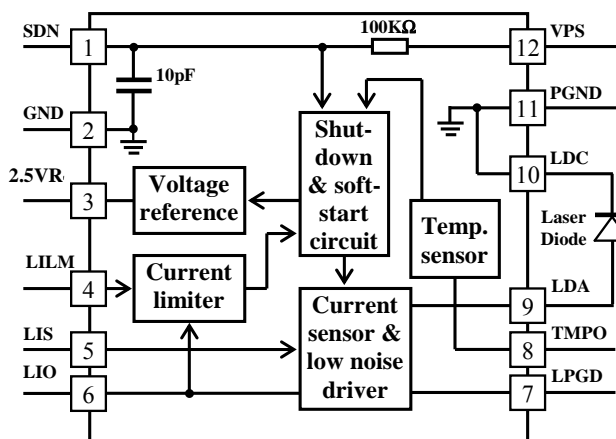 SDN
1
100KΩ
12
VPS
10pF
GND
2
11
PGND
2.5VR
3
Voltage
reference
Shut-
down
& soft-
start
circuit
Temp.
sensor
10
LDC
Laser
Diode
LILM
4
Current
limiter
9
LDA
LIS
5
Current
sensor &
low noise
driver
8
TMPO
LIO
6
7
LPGD